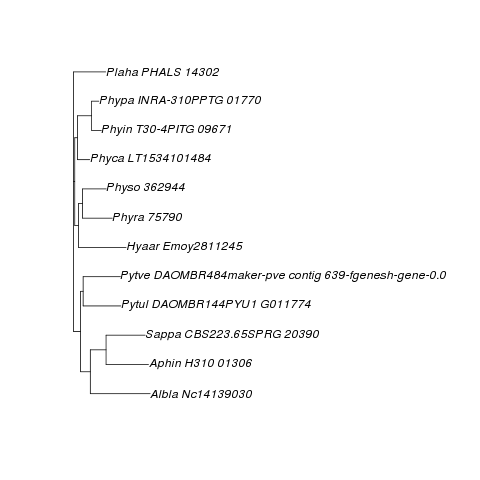 Plaha PHALS 14302
Phypa INRA-310PPTG 01770
Phyin T30-4PITG 09671
Phyca LT1534101484
Physo 362944
Phyra 75790
Hyaar Emoy2811245
Pytve DAOMBR484maker-pve contig 639-fgenesh-gene-0.0
Pytul DAOMBR144PYU1 G011774
Sappa CBS223.65SPRG 20390
Aphin H310 01306
Albla Nc14139030